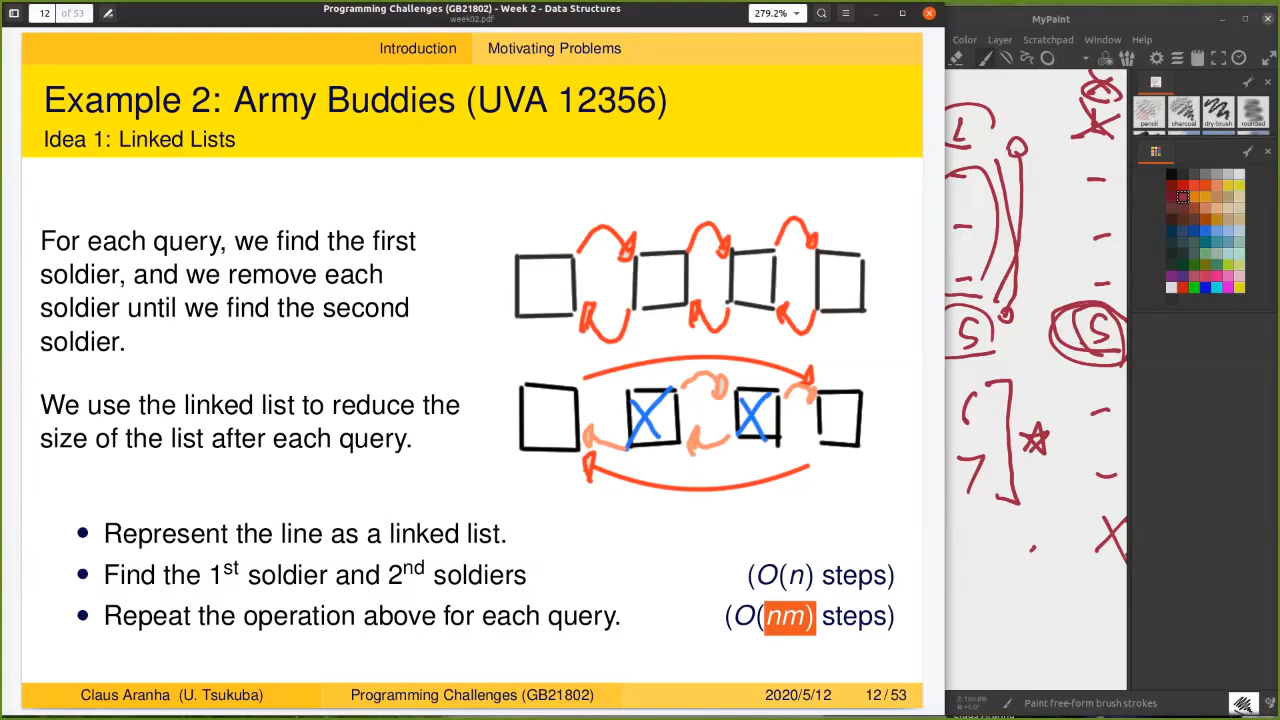 12 of 53
Programming Challenges (GB21802) - Week 2 - Data Structures
week02.pdf
279.2%
MyPaint
Introduction
Motivating Problems
Color Layer Scratchpad Window Help
Example 2: Army Buddies (UVA 12356)
Idea 1: Linked Lists
pencil charcoal dry-brush rounded
For each query, we find the first
soldier, and we remove each
soldier until we find the second
soldier.
We use the linked list to reduce the
size of the list after each query.
• Represent the line as a linked list.
• Find the 1st soldier and 2nd soldiers (O(n) steps)
• Repeat the operation above for each query. (O(nm) steps)
Claus Aranha (U. Tsukuba) Programming Challenges (GB21802) 2020/5/12 12 / 53
Paint free-form brush strokes